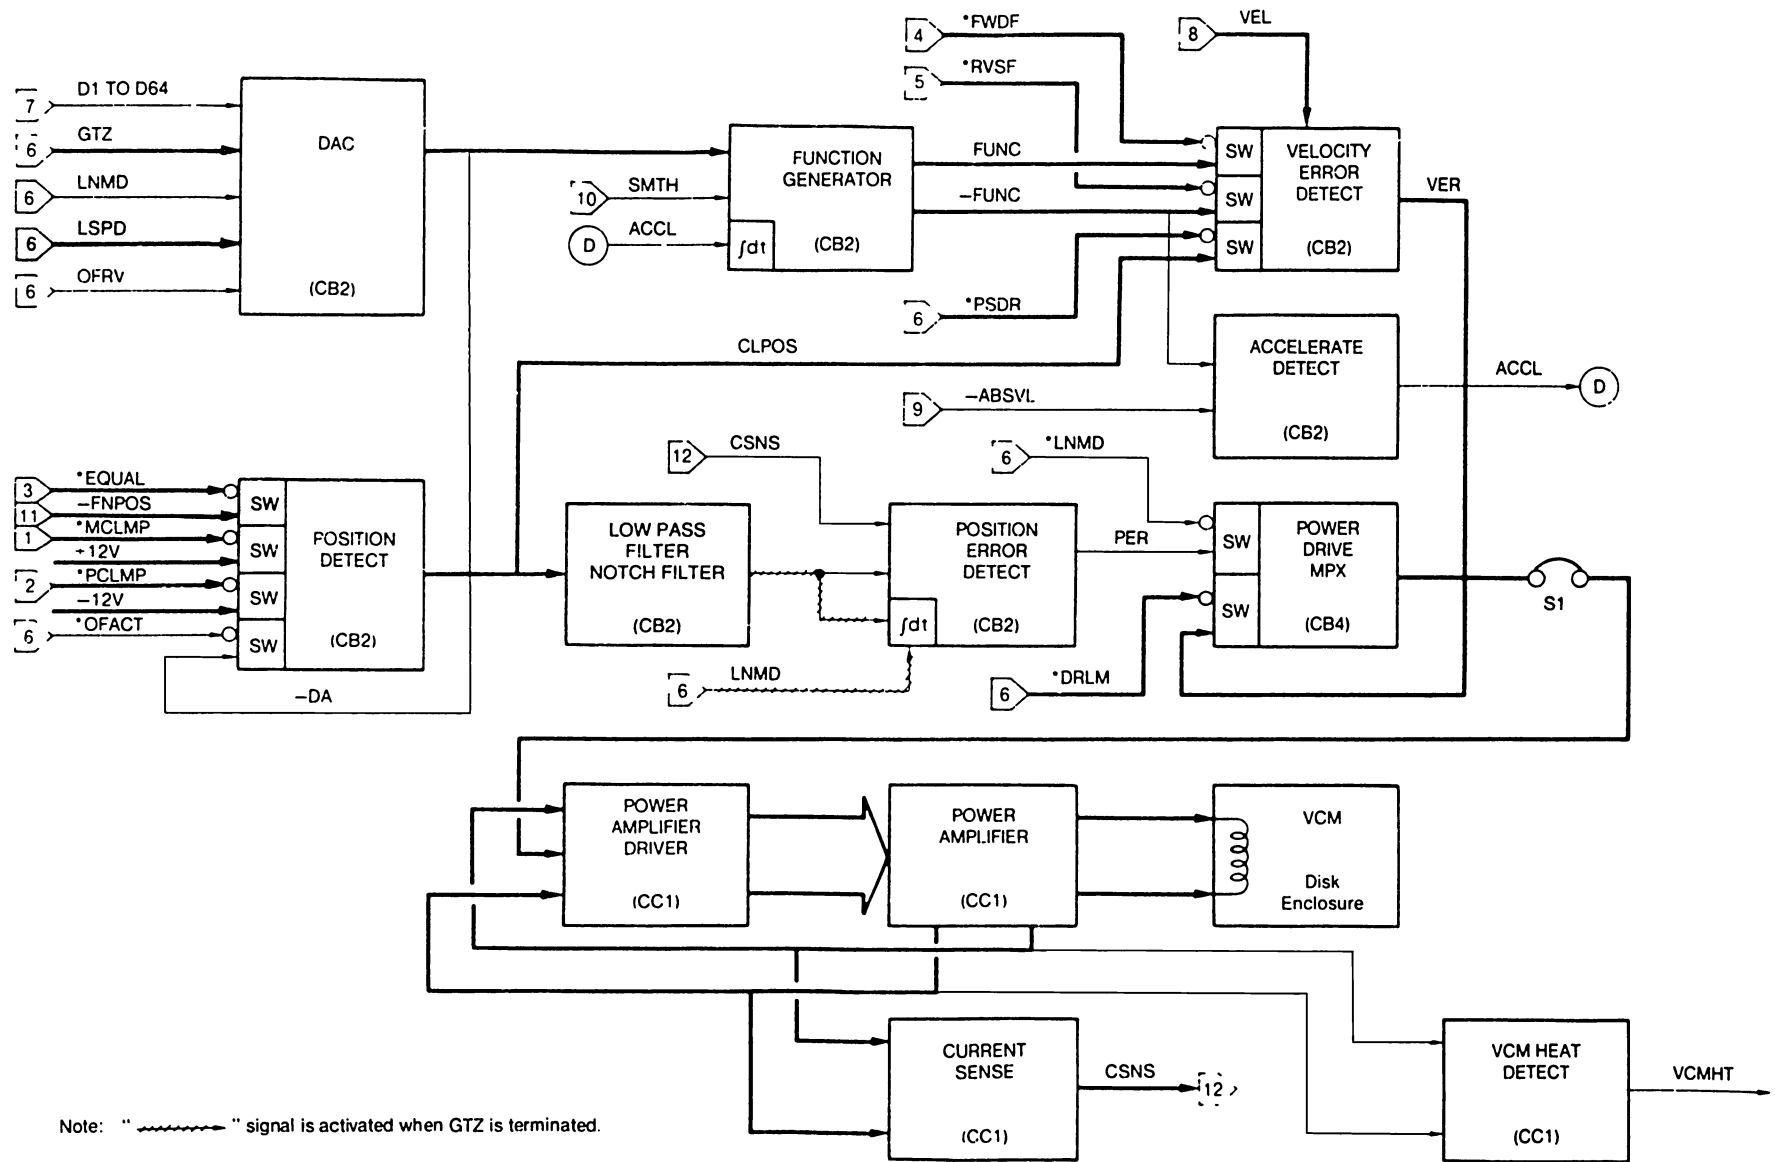 4 *FWDF
8 VEL
5 *RVSF
7 D1 TO D64
6 GTZ
6 LNMD
6 LSPD
6 OFRV
DAC
(CB2)
10 SMTH
D ACCL
FUNCTION
GENERATOR
∫dt
(CB2)
FUNC
−FUNC
6 *PSDR
SW
SW
SW
VELOCITY
ERROR
DETECT
(CB2)
VER
CLPOS
9 −ABSVL
ACCELERATE
DETECT
(CB2)
ACCL D
3 *EQUAL
11 −FNPOS
1 *MCLMP
+12V
2 *PCLMP
−12V
6 *OFACT
SW
SW
SW
SW
POSITION
DETECT
(CB2)
−DA
LOW PASS
FILTER
NOTCH FILTER
(CB2)
12 CSNS
6 LNMD
POSITION
ERROR
DETECT
∫dt
(CB2)
PER
6 *LNMD
6 *DRLM
SW
SW
POWER
DRIVE
MPX
(CB4)
S1
POWER
AMPLIFIER
DRIVER
(CC1)
POWER
AMPLIFIER
(CC1)
VCM
Disk
Enclosure
CURRENT
SENSE
(CC1)
CSNS 12
VCM HEAT
DETECT
(CC1)
VCMHT
Note: " " signal is activated when GTZ is terminated.